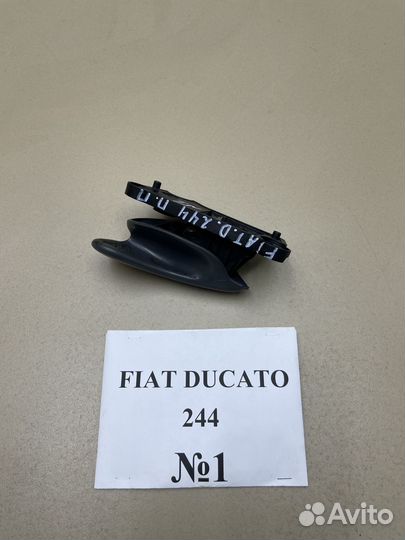 FIAT.D.244 П.П
FIAT DUCATO
244
№1
Avito